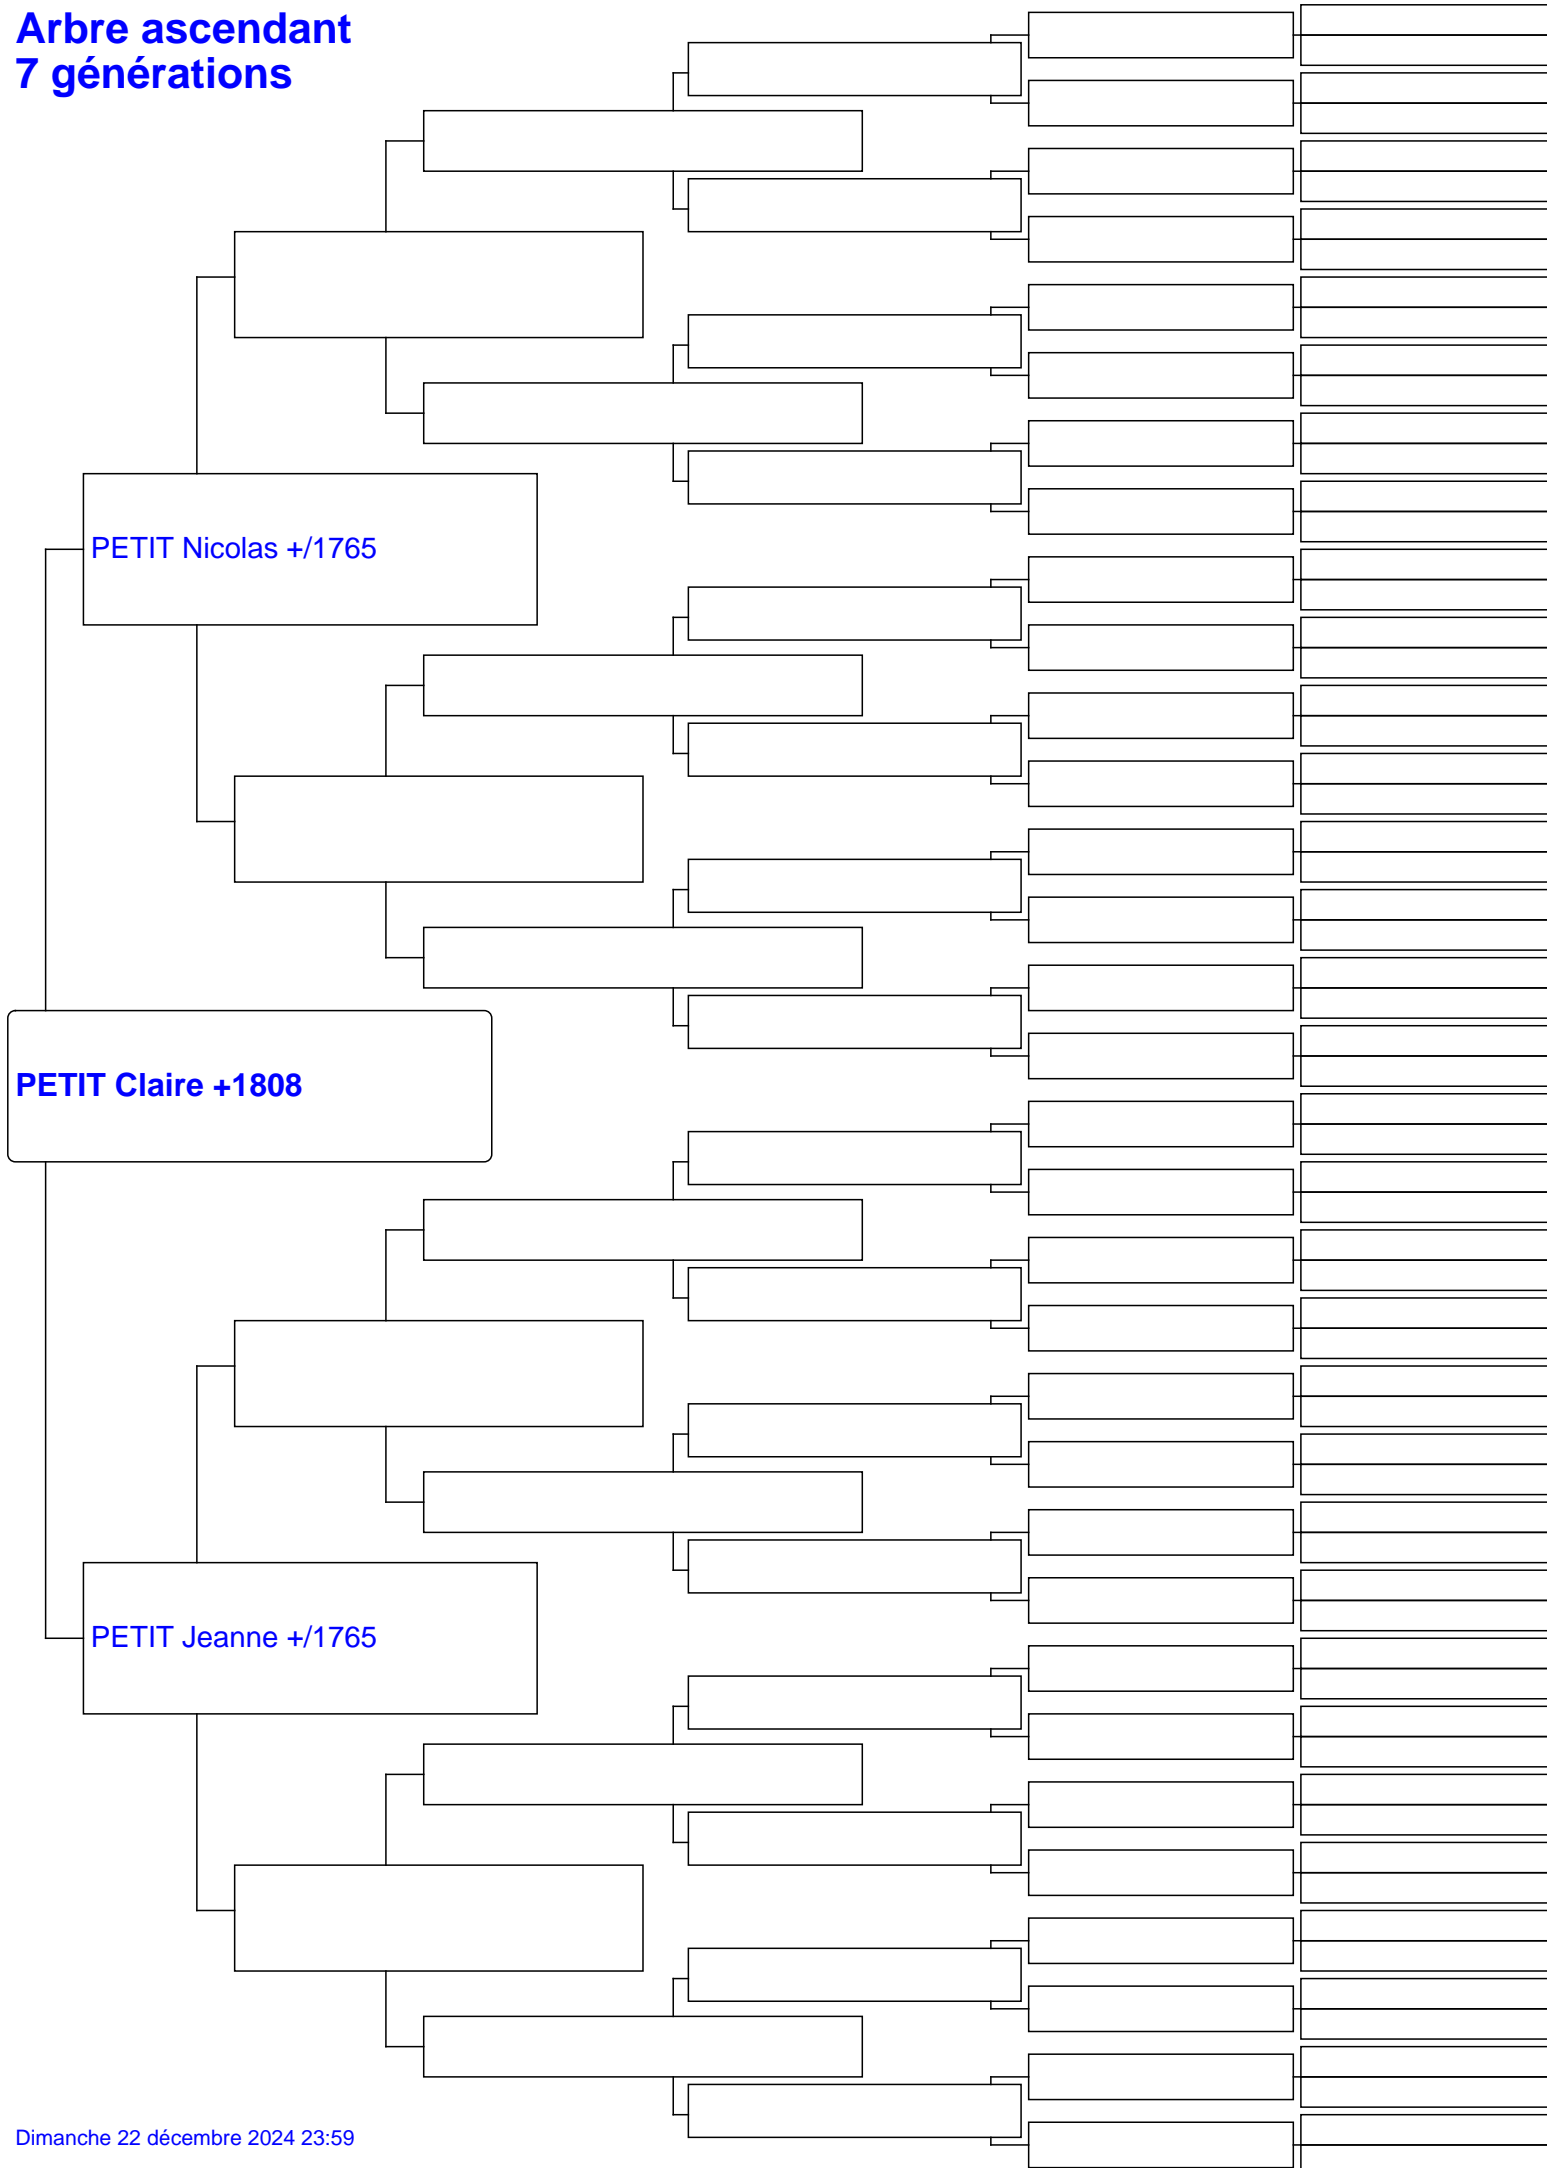 Arbre ascendant
7 générations
PETIT Nicolas +/1765
PETIT Claire +1808
PETIT Jeanne +/1765
Dimanche 22 décembre 2024 23:59